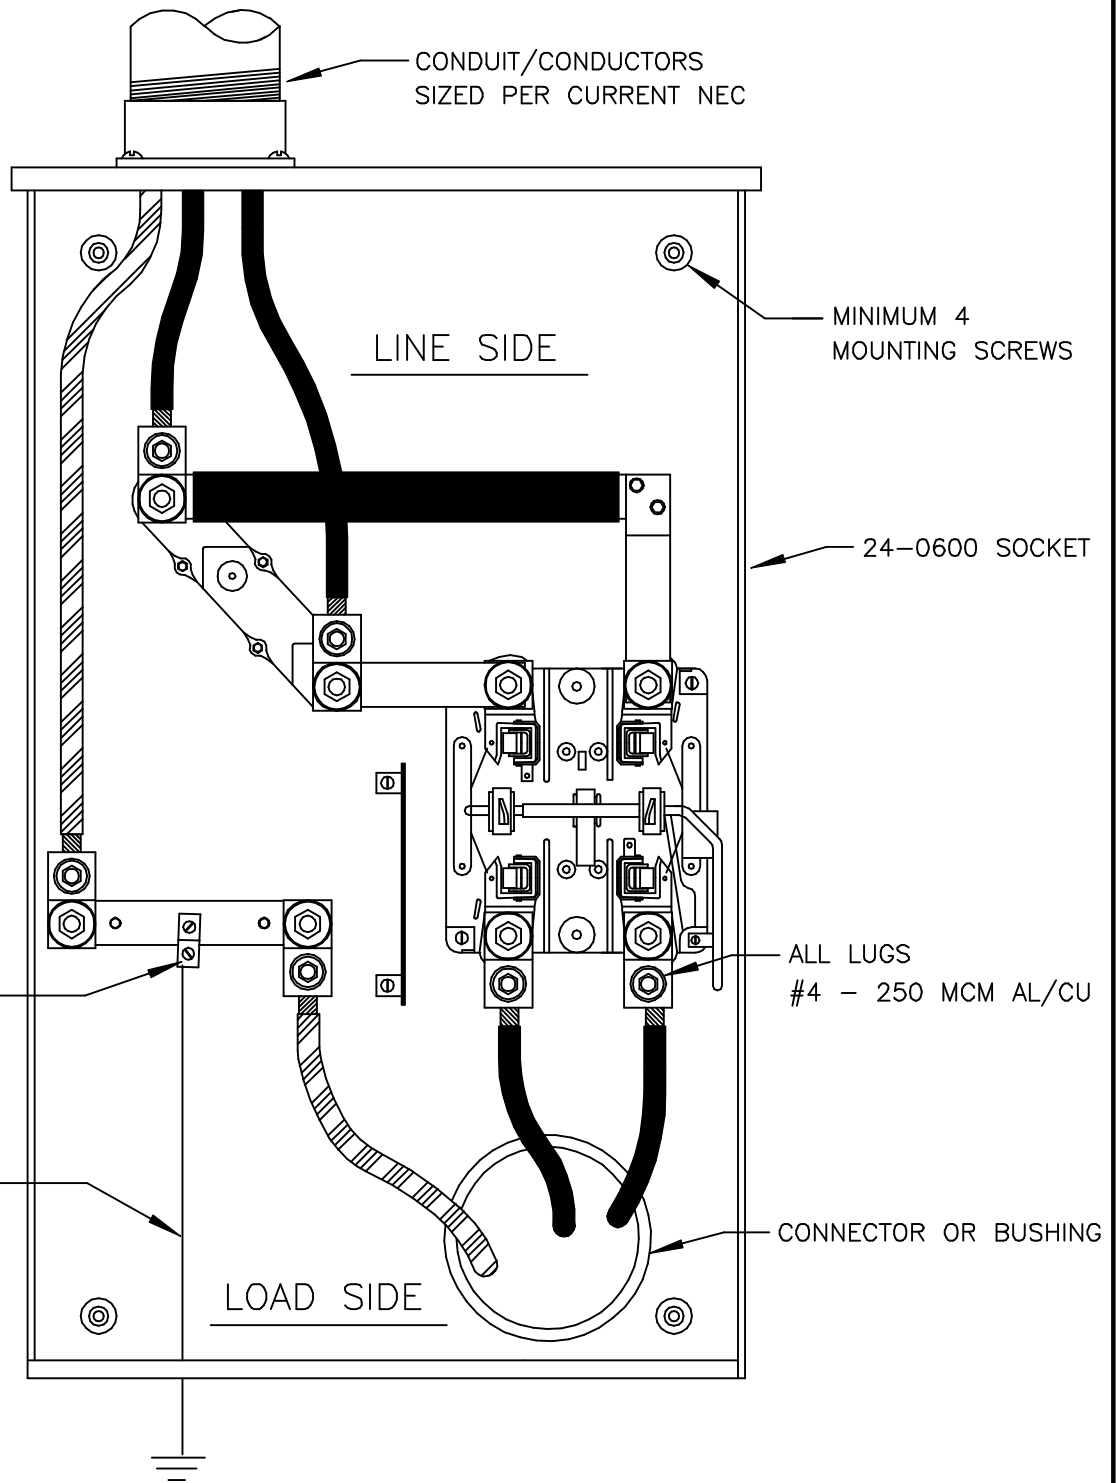 CONDUIT/CONDUCTORS
SIZED PER CURRENT NEC
LINE SIDE
MINIMUM 4
MOUNTING SCREWS
24-0600 SOCKET
ALL LUGS
#4 - 250 MCM AL/CU
CONNECTOR OR BUSHING
LOAD SIDE